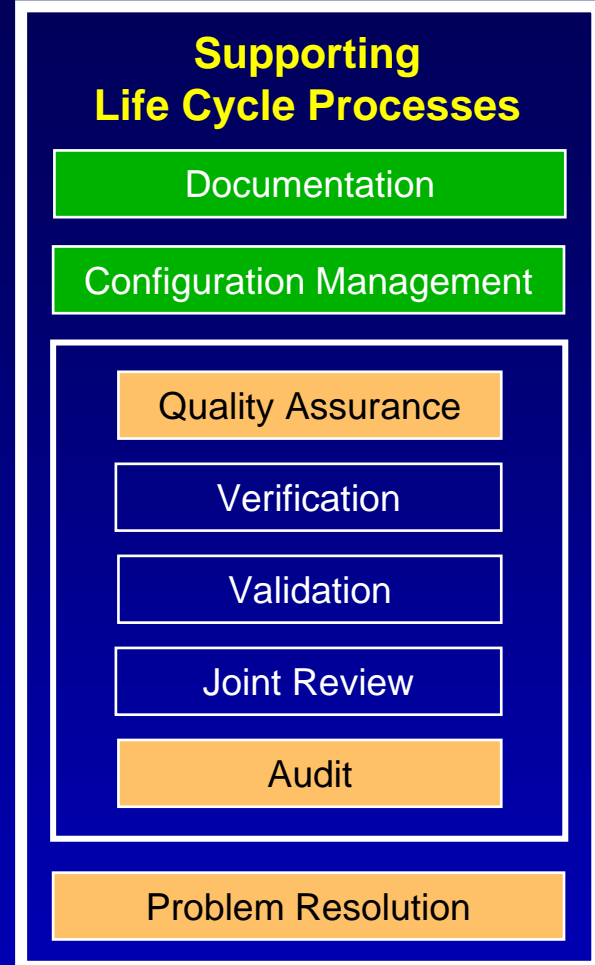 Supporting
Life Cycle Processes
Documentation
Configuration Management
Quality Assurance
Verification
Validation
Joint Review
Audit
Problem Resolution